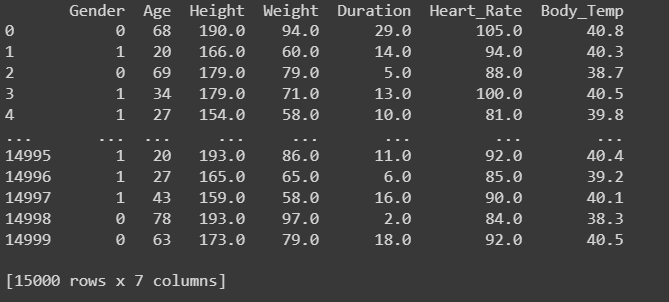 Gender Age Height Weight Duration Heart_Rate Body_Temp
0 0 68 190.0 94.0 29.0 105.0 40.8
1 1 20 166.0 60.0 14.0 94.0 40.3
2 0 69 179.0 79.0 5.0 88.0 38.7
3 1 34 179.0 71.0 13.0 100.0 40.5
4 1 27 154.0 58.0 10.0 81.0 39.8
... ... ... ... ... ... ... ...
14995 1 20 193.0 86.0 11.0 92.0 40.4
14996 1 27 165.0 65.0 6.0 85.0 39.2
14997 1 43 159.0 58.0 16.0 90.0 40.1
14998 0 78 193.0 97.0 2.0 84.0 38.3
14999 0 63 173.0 79.0 18.0 92.0 40.5
[15000 rows x 7 columns]